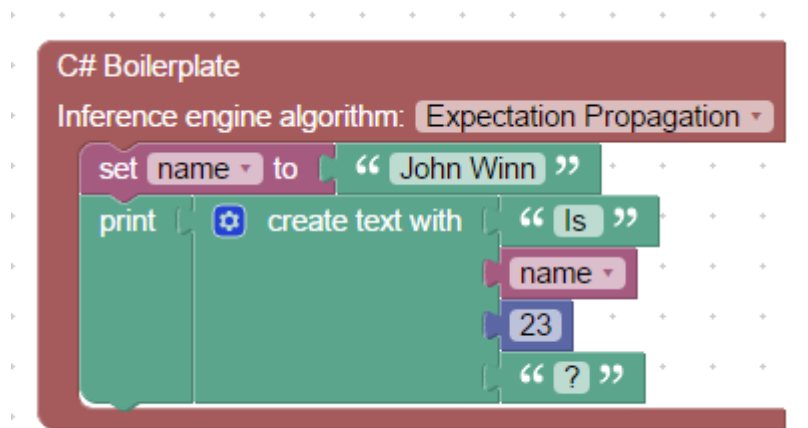 C# Boilerplate
Inference engine algorithm: Expectation Propagation
set name to “ John Winn ”
print create text with “ Is ”
name
23
“ ? ”